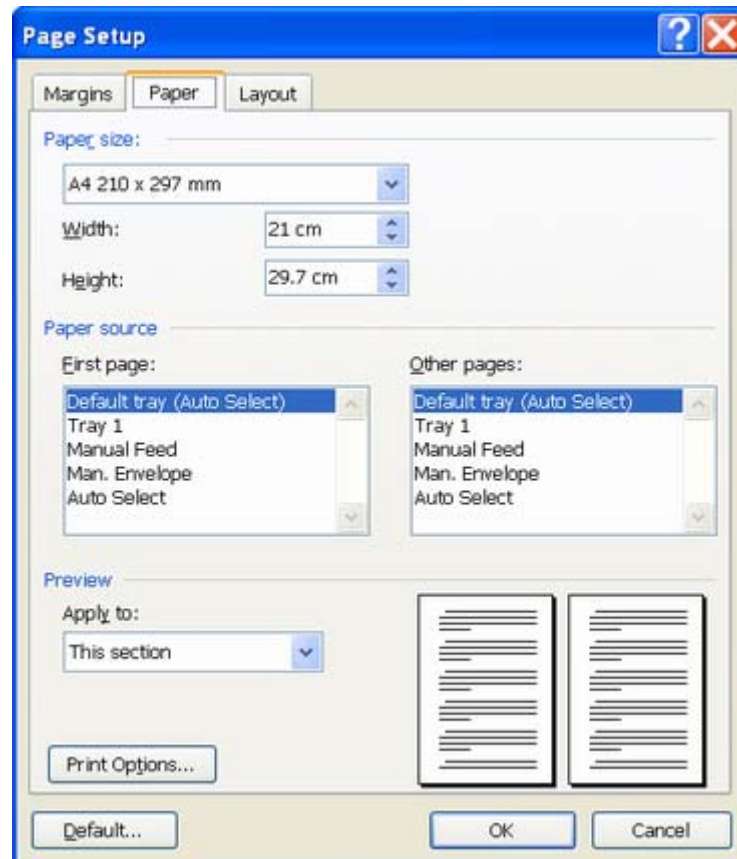 Page Setup
Margins Paper Layout
Paper size:
A4 210 x 297 mm
Width: 21 cm
Height: 29.7 cm
Paper source
First page: Other pages:
Default tray (Auto Select) Default tray (Auto Select)
Tray 1 Tray 1
Manual Feed Manual Feed
Man. Envelope Man. Envelope
Auto Select Auto Select
Preview
Apply to:
This section
Print Options...
Default... OK Cancel